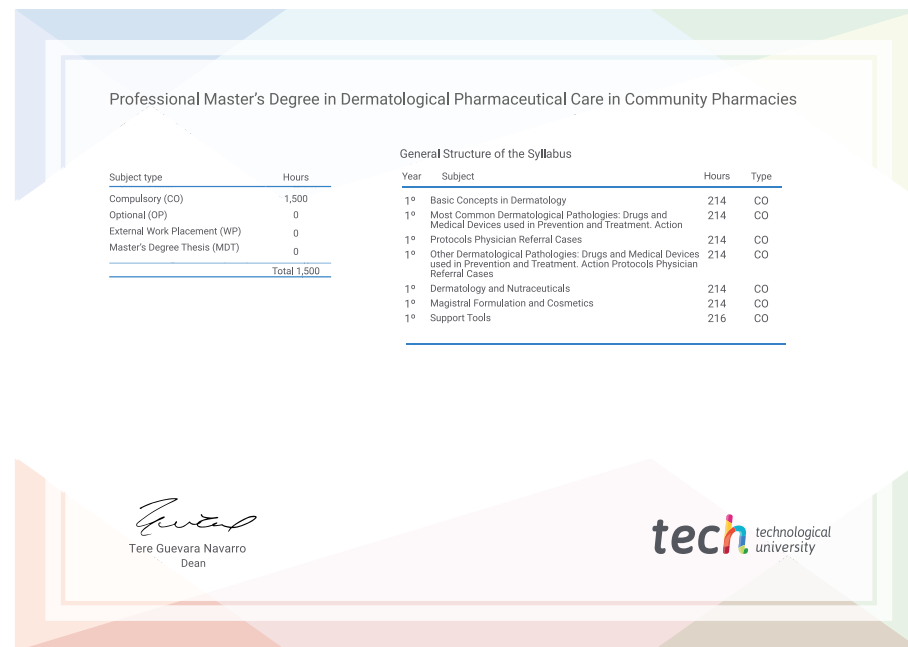 Professional Master's Degree in Dermatological Pharmaceutical Care in Community Pharmacies
Subject type Hours
Compulsory (CO) 1,500
Optional (OP) 0
External Work Placement (WP) 0
Master's Degree Thesis (MDT) 0
Total 1,500
General Structure of the Syllabus
Year Subject Hours Type
1º Basic Concepts in Dermatology 214 CO
1º Most Common Dermatological Pathologies: Drugs and 214 CO
Medical Devices used in Prevention and Treatment. Action
1º Protocols Physician Referral Cases 214 CO
1º Other Dermatological Pathologies: Drugs and Medical Devices 214 CO
used in Prevention and Treatment. Action Protocols Physician
Referral Cases
1º Dermatology and Nutraceuticals 214 CO
1º Magistral Formulation and Cosmetics 214 CO
1º Support Tools 216 CO
Tere Guevara Navarro
Dean
tech technological
university